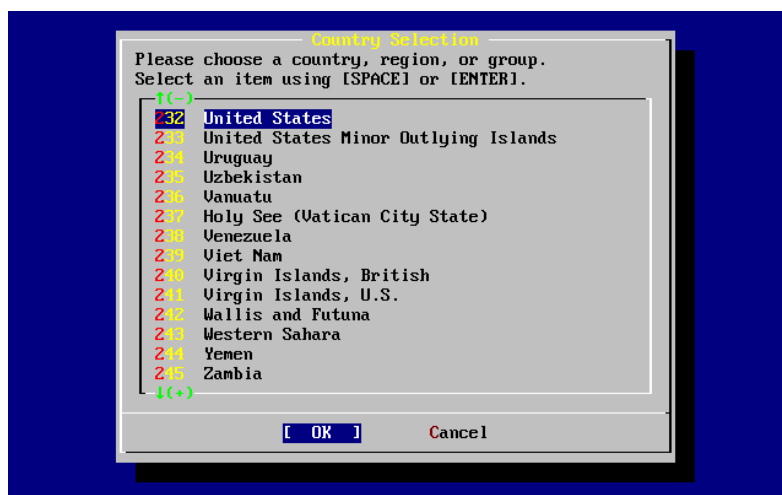 Country Selection
Please choose a country, region, or group.
Select an item using [SPACE] or [ENTER].
↑(-)
232 United States
233 United States Minor Outlying Islands
234 Uruguay
235 Uzbekistan
236 Vanuatu
237 Holy See (Vatican City State)
238 Venezuela
239 Viet Nam
240 Virgin Islands, British
241 Virgin Islands, U.S.
242 Wallis and Futuna
243 Western Sahara
244 Yemen
245 Zambia
↓(+)
[ OK ] Cancel